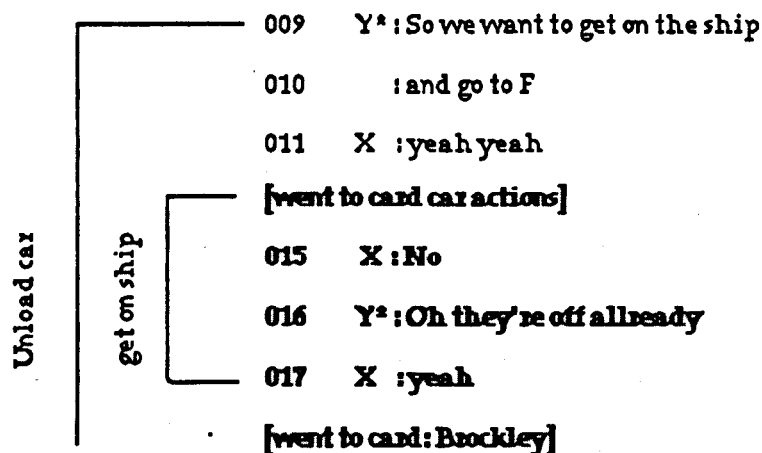 009 Y* : So we want to get on the ship
010 : and go to F
011 X : yeah yeah
[went to card car actions]
015 X : No
016 Y* : Oh they're off allready
017 X : yeah
[went to card: Brockley]
Unload car
get on ship